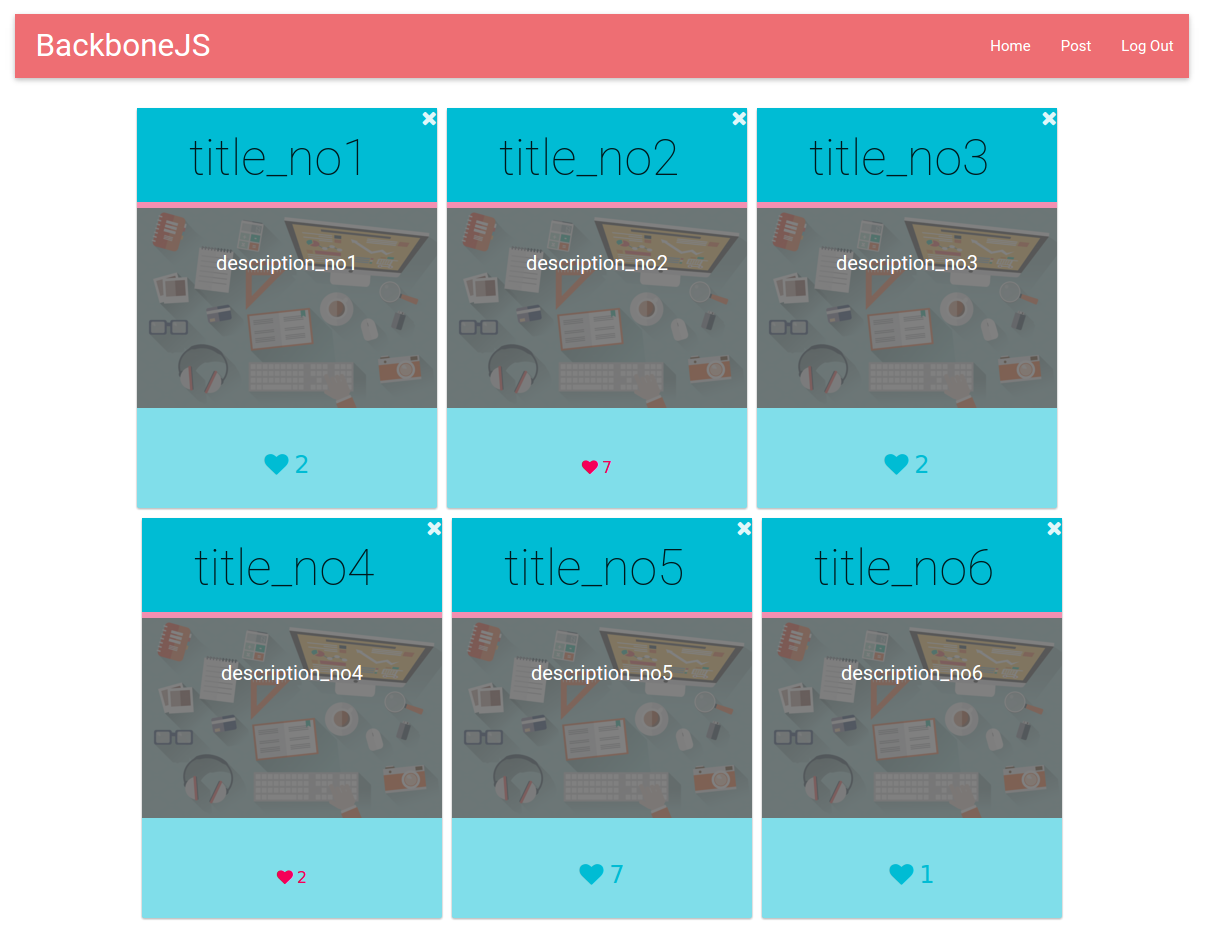 BackboneJS Home Post Log Out
title_no1 title_no2 title_no3
description_no1 description_no2 description_no3
2 7 2
title_no4 title_no5 title_no6
description_no4 description_no5 description_no6
2 7 1